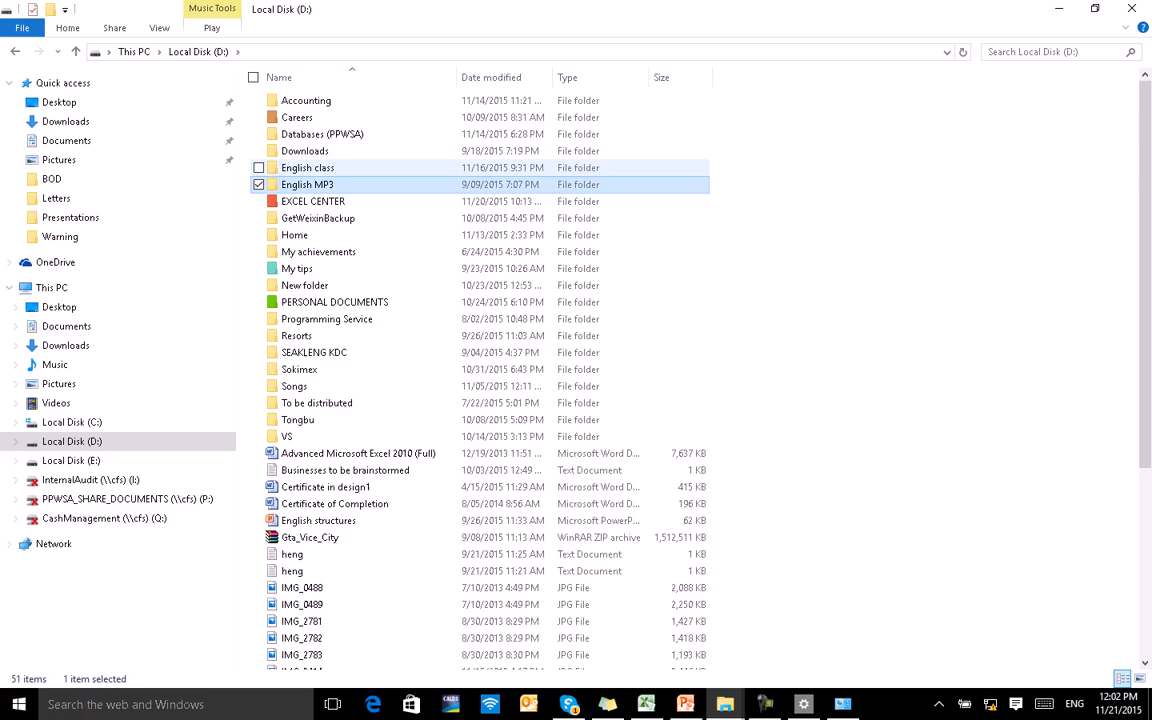 Music Tools
Local Disk (D:)
File Home Share View Play
This PC Local Disk (D:)
Search Local Disk (D:)
Name Date modified Type Size
Quick access
Desktop
Downloads
Documents
Pictures
BOD
Letters
Presentations
Warning
OneDrive
This PC
Desktop
Documents
Downloads
Music
Pictures
Videos
Local Disk (C:)
Local Disk (D:)
Local Disk (E:)
InternalAudit (\\cfs) (I:)
PPWSA_SHARE_DOCUMENTS (\\cfs) (P:)
CashManagement (\\cfs) (Q:)
Network
Accounting 11/14/2015 11:21 ... File folder
Careers 10/09/2015 8:31 AM File folder
Databases (PPWSA) 11/14/2015 6:28 PM File folder
Downloads 9/18/2015 7:19 PM File folder
English class 11/16/2015 9:31 PM File folder
English MP3 9/09/2015 7:07 PM File folder
EXCEL CENTER 11/20/2015 10:13 ... File folder
GetWeixinBackup 10/08/2015 4:45 PM File folder
Home 11/13/2015 2:33 PM File folder
My achievements 6/24/2015 4:30 PM File folder
My tips 9/23/2015 10:26 AM File folder
New folder 10/23/2015 12:53 ... File folder
PERSONAL DOCUMENTS 10/24/2015 6:10 PM File folder
Programming Service 8/02/2015 10:48 PM File folder
Resorts 9/26/2015 11:03 AM File folder
SEAKLENG KDC 9/04/2015 4:37 PM File folder
Sokimex 10/31/2015 6:43 PM File folder
Songs 11/05/2015 12:11 ... File folder
To be distributed 7/22/2015 5:01 PM File folder
Tongbu 10/08/2015 5:09 PM File folder
VS 10/14/2015 3:13 PM File folder
Advanced Microsoft Excel 2010 (Full) 12/19/2013 11:51 ... Microsoft Word D... 7,637 KB
Businesses to be brainstormed 10/03/2015 12:49 ... Text Document 1 KB
Certificate in design1 4/15/2015 11:29 AM Microsoft Word D... 415 KB
Certificate of Completion 8/05/2014 8:56 AM Microsoft Word D... 196 KB
English structures 9/26/2015 11:33 AM Microsoft PowerP... 62 KB
Gta_Vice_City 9/08/2015 11:13 AM WinRAR ZIP archive 1,512,511 KB
heng 9/21/2015 11:25 AM Text Document 1 KB
heng 9/21/2015 11:21 AM Text Document 1 KB
IMG_0488 7/10/2013 4:49 PM JPG File 2,088 KB
IMG_0489 7/10/2013 4:49 PM JPG File 2,250 KB
IMG_2781 8/30/2013 8:29 PM JPG File 1,427 KB
IMG_2782 8/30/2013 8:29 PM JPG File 1,418 KB
IMG_2783 8/30/2013 8:30 PM JPG File 1,193 KB
51 items 1 item selected
Search the web and Windows
CALDS
ENG
12:02 PM
11/21/2015